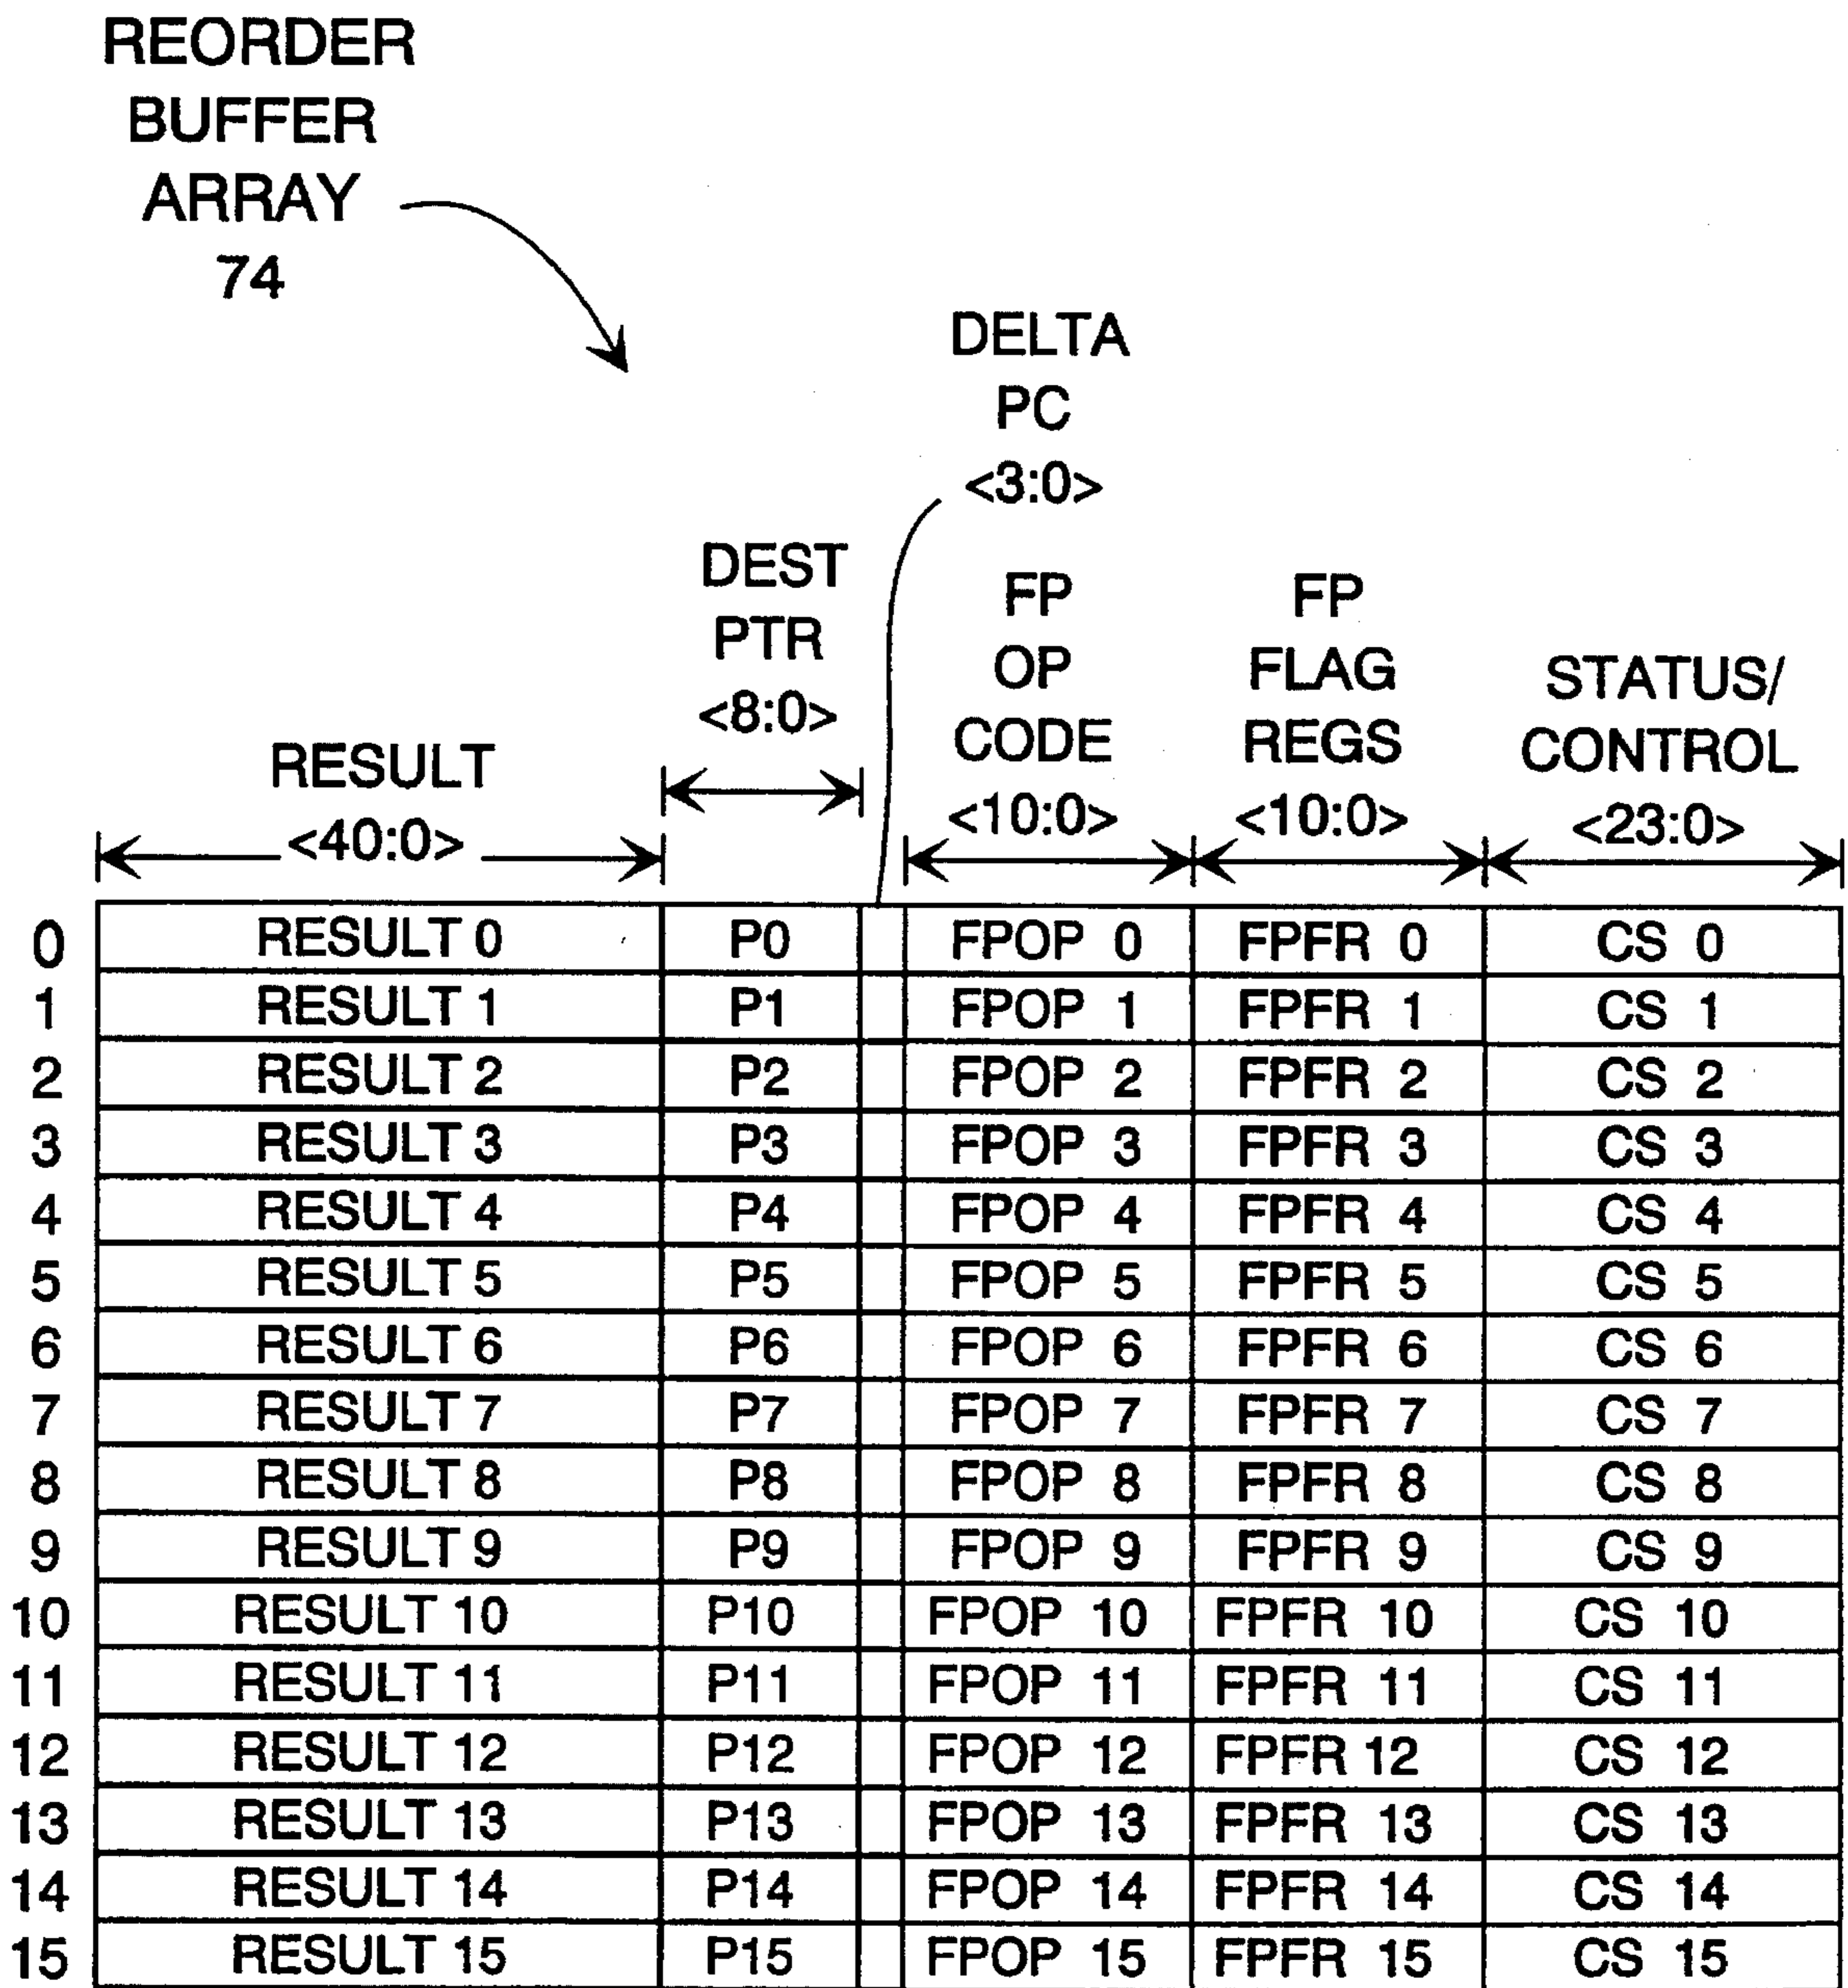 REORDER
BUFFER
ARRAY
74
DELTA
PC
<3:0>
DEST
PTR
<8:0>
FP
OP
CODE
<10:0>
FP
FLAG
REGS
<10:0>
STATUS/
CONTROL
<23:0>
RESULT
<40:0>
0 RESULT 0 P0 FPOP 0 FPFR 0 CS 0
1 RESULT 1 P1 FPOP 1 FPFR 1 CS 1
2 RESULT 2 P2 FPOP 2 FPFR 2 CS 2
3 RESULT 3 P3 FPOP 3 FPFR 3 CS 3
4 RESULT 4 P4 FPOP 4 FPFR 4 CS 4
5 RESULT 5 P5 FPOP 5 FPFR 5 CS 5
6 RESULT 6 P6 FPOP 6 FPFR 6 CS 6
7 RESULT 7 P7 FPOP 7 FPFR 7 CS 7
8 RESULT 8 P8 FPOP 8 FPFR 8 CS 8
9 RESULT 9 P9 FPOP 9 FPFR 9 CS 9
10 RESULT 10 P10 FPOP 10 FPFR 10 CS 10
11 RESULT 11 P11 FPOP 11 FPFR 11 CS 11
12 RESULT 12 P12 FPOP 12 FPFR 12 CS 12
13 RESULT 13 P13 FPOP 13 FPFR 13 CS 13
14 RESULT 14 P14 FPOP 14 FPFR 14 CS 14
15 RESULT 15 P15 FPOP 15 FPFR 15 CS 15